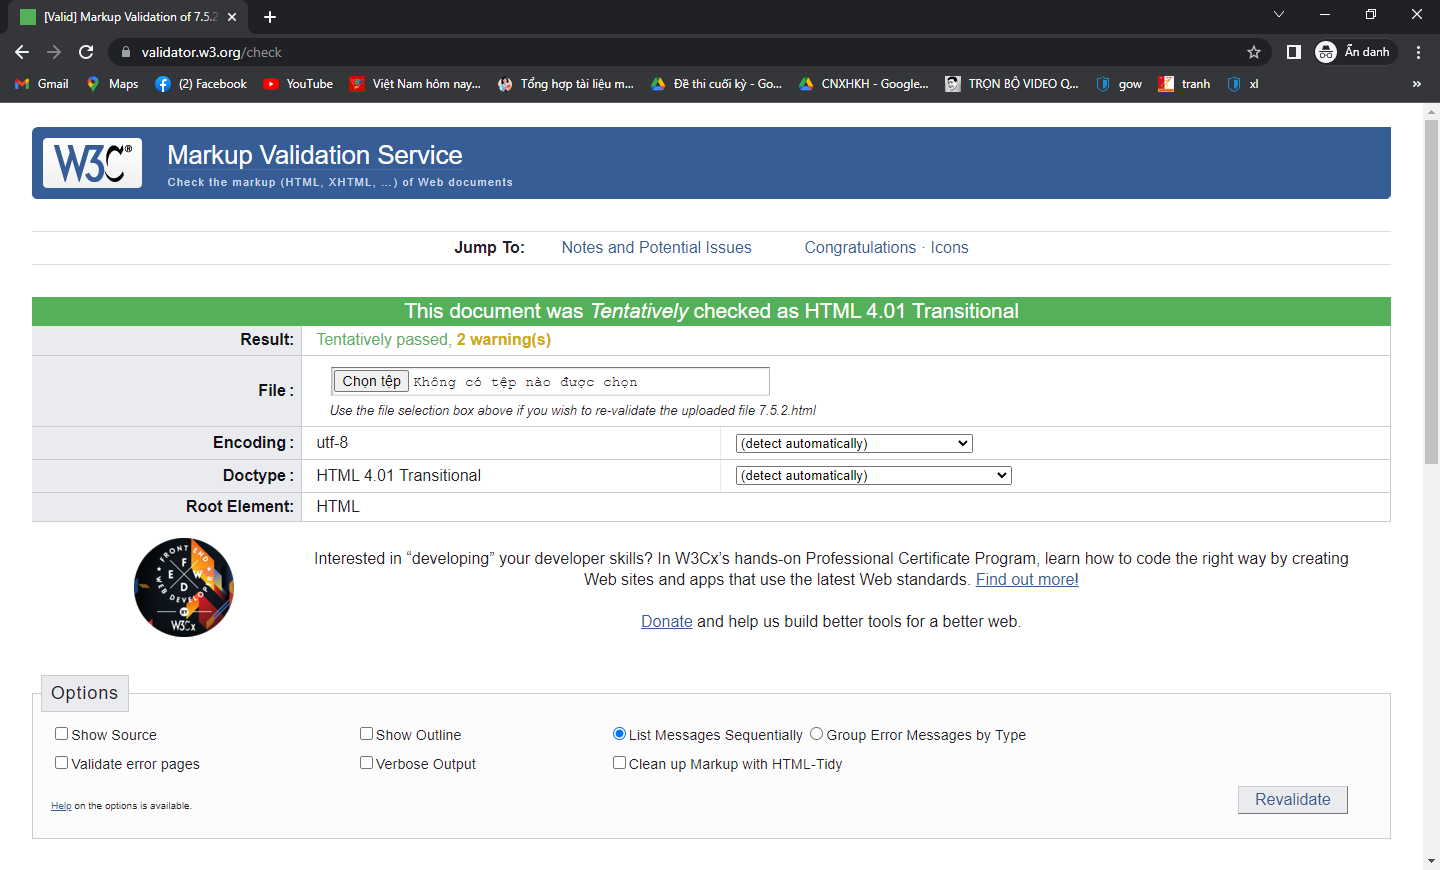 [Valid] Markup Validation of 7.5.2
validator.w3.org/check
Ẩn danh
Gmail Maps (2) Facebook YouTube Việt Nam hôm nay... Tổng hợp tài liệu m... Đề thi cuối kỳ - Go... CNXHKH - Google... TRỌN BỘ VIDEO Q... gow tranh xl »
W3C® Markup Validation Service
Check the markup (HTML, XHTML, …) of Web documents
Jump To: Notes and Potential Issues Congratulations · Icons
This document was Tentatively checked as HTML 4.01 Transitional
Result: Tentatively passed, 2 warning(s)
File : Chọn tệp Không có tệp nào được chọn
Use the file selection box above if you wish to re-validate the uploaded file 7.5.2.html
Encoding : utf-8 (detect automatically)
Doctype : HTML 4.01 Transitional (detect automatically)
Root Element: HTML
FRONT END
WEB DEVELOPER
F E W D
BY
W3Cx
Interested in “developing” your developer skills? In W3Cx’s hands-on Professional Certificate Program, learn how to code the right way by creating
Web sites and apps that use the latest Web standards. Find out more!
Donate and help us build better tools for a better web.
Options
Show Source Show Outline List Messages Sequentially Group Error Messages by Type
Validate error pages Verbose Output Clean up Markup with HTML-Tidy
Help on the options is available. Revalidate